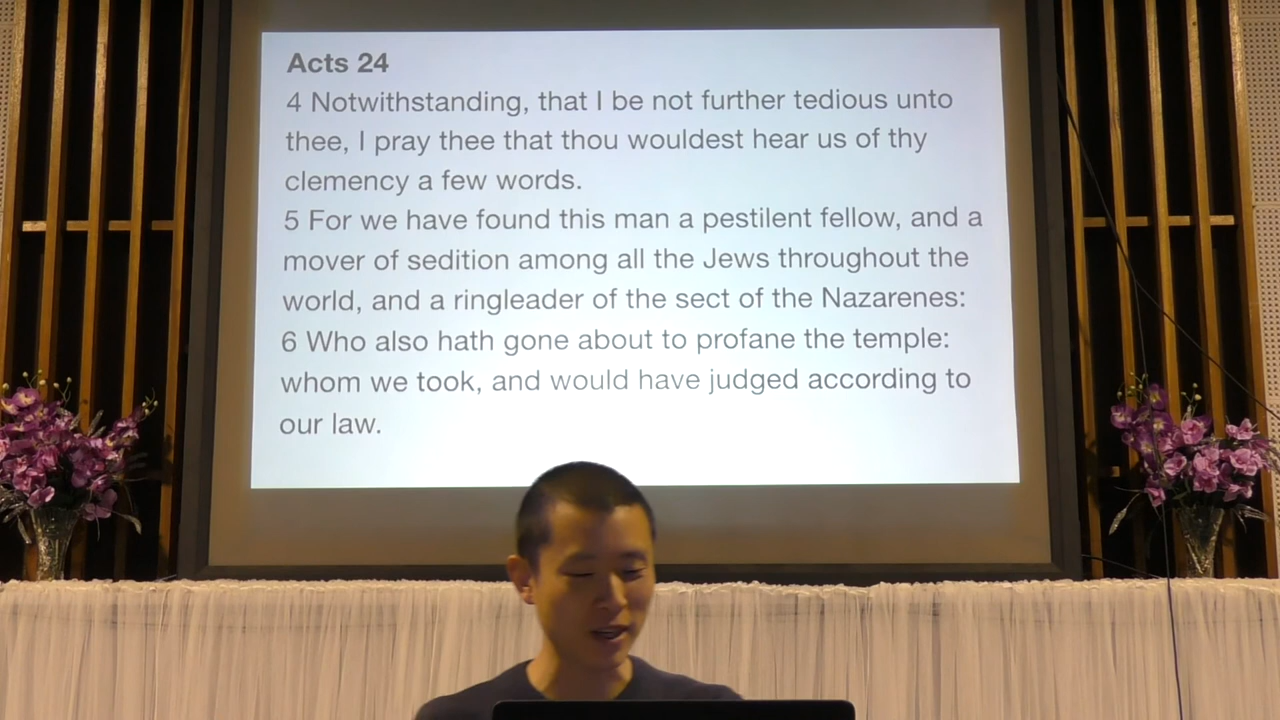 Acts 24
4 Notwithstanding, that I be not further tedious unto
thee, I pray thee that thou wouldest hear us of thy
clemency a few words.
5 For we have found this man a pestilent fellow, and a
mover of sedition among all the Jews throughout the
world, and a ringleader of the sect of the Nazarenes:
6 Who also hath gone about to profane the temple:
whom we took, and would have judged according to
our law.